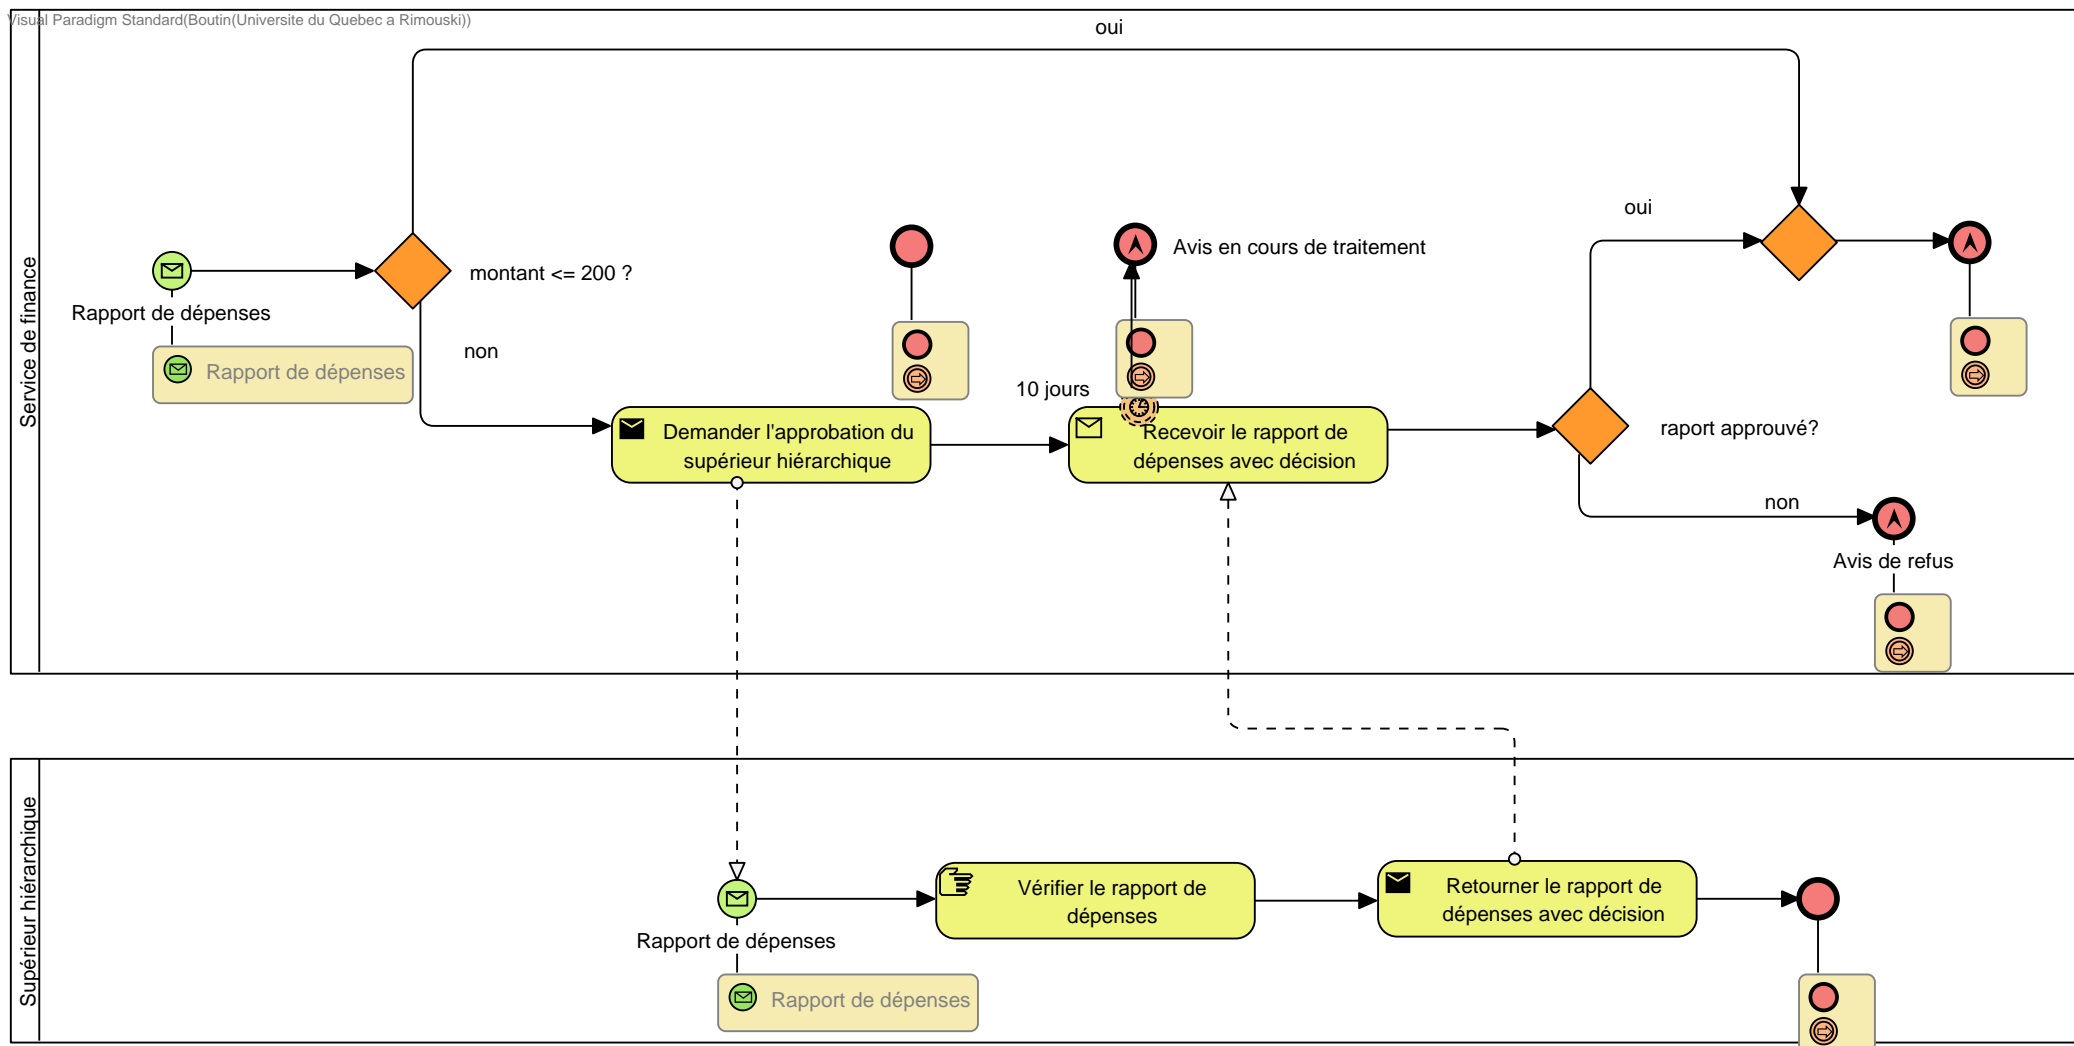 Visual Paradigm Standard(Boutin(Universite du Quebec a Rimouski))
oui
Service de finance
oui
Avis en cours de traitement
montant <= 200 ?
Rapport de dépenses
non
Rapport de dépenses
10 jours
Demander l'approbation du
supérieur hiérarchique
Recevoir le rapport de
dépenses avec décision
raport approuvé?
non
Avis de refus
Supérieur hiérarchique
Vérifier le rapport de
dépenses
Retourner le rapport de
dépenses avec décision
Rapport de dépenses
Rapport de dépenses